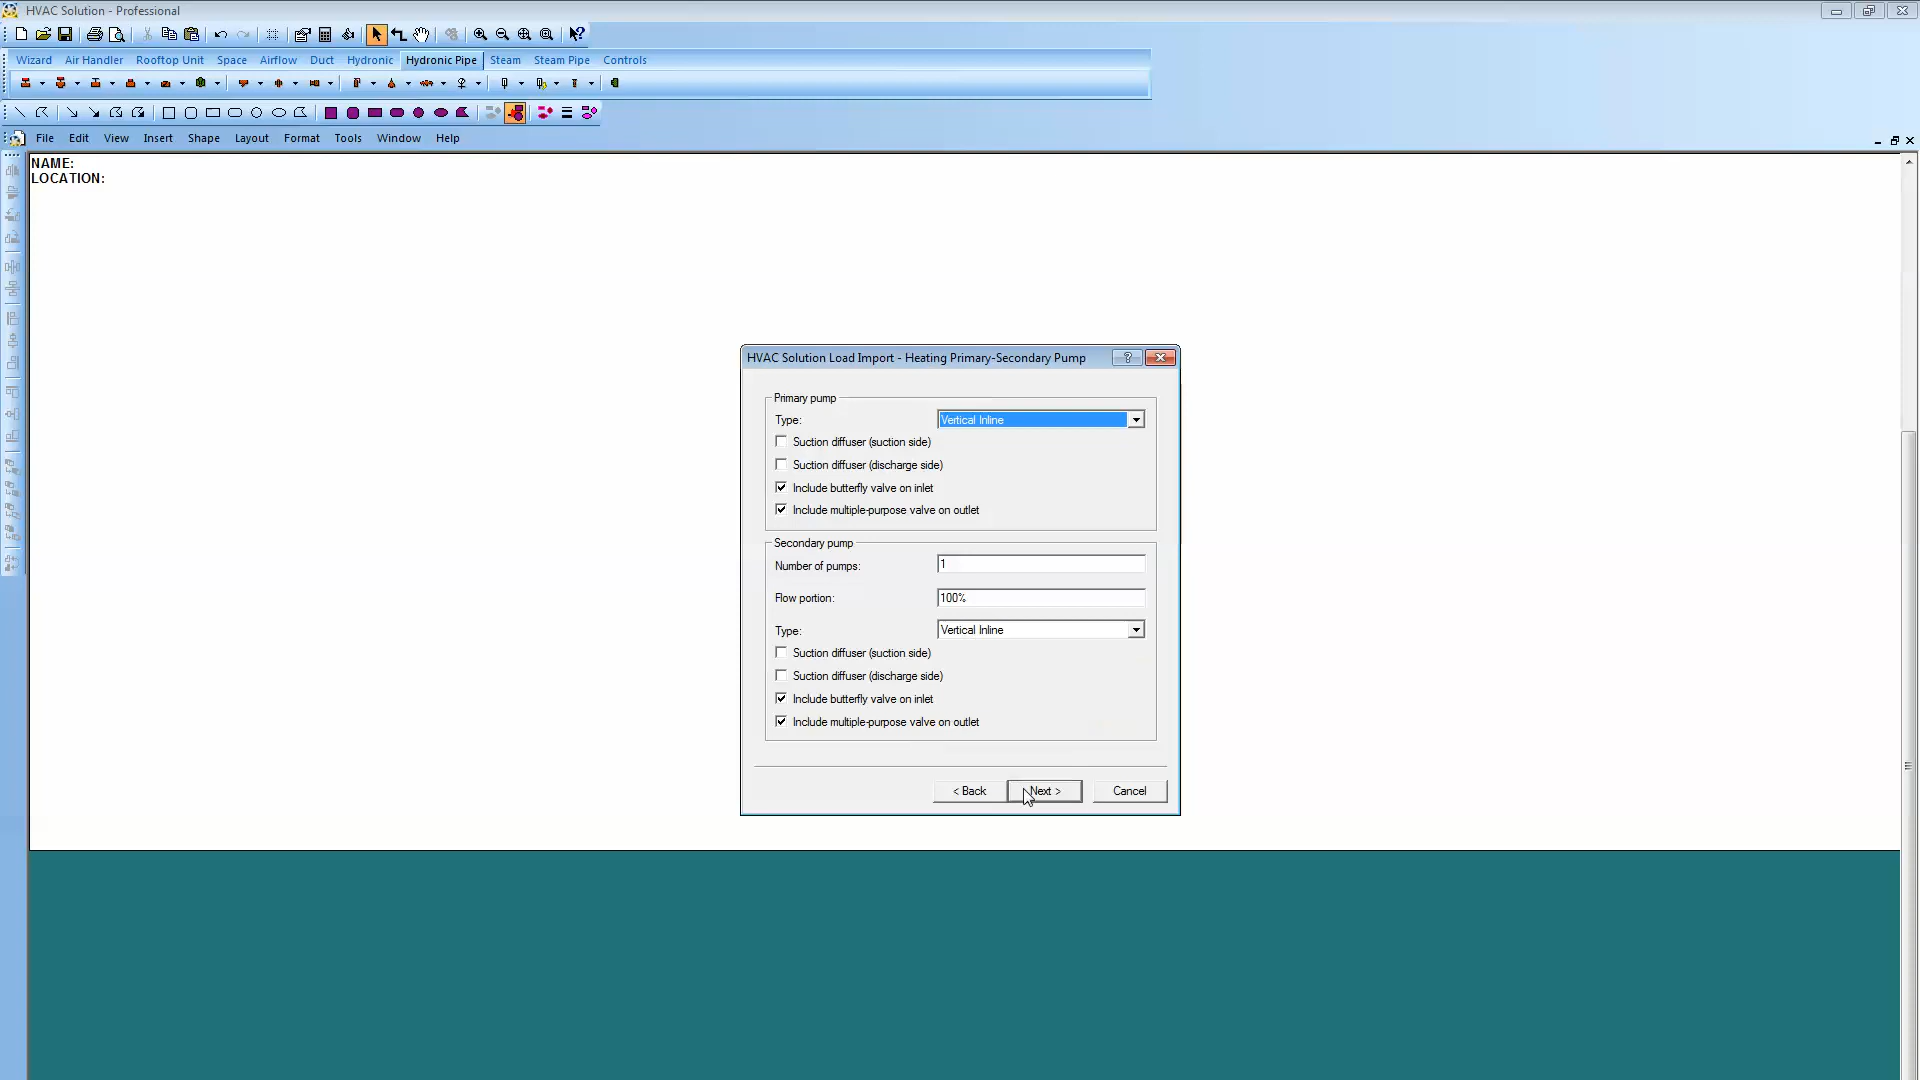 HVAC Solution - Professional
Wizard Air Handler Rooftop Unit Space Airflow Duct Hydronic Hydronic Pipe Steam Steam Pipe Controls
File Edit View Insert Shape Layout Format Tools Window Help
NAME:
LOCATION:
HVAC Solution Load Import - Heating Primary-Secondary Pump
Primary pump
Type: Vertical Inline
Suction diffuser (suction side)
Suction diffuser (discharge side)
Include butterfly valve on inlet
Include multiple-purpose valve on outlet
Secondary pump
Number of pumps: 1
Flow portion: 100%
Type: Vertical Inline
Suction diffuser (suction side)
Suction diffuser (discharge side)
Include butterfly valve on inlet
Include multiple-purpose valve on outlet
< Back Next > Cancel